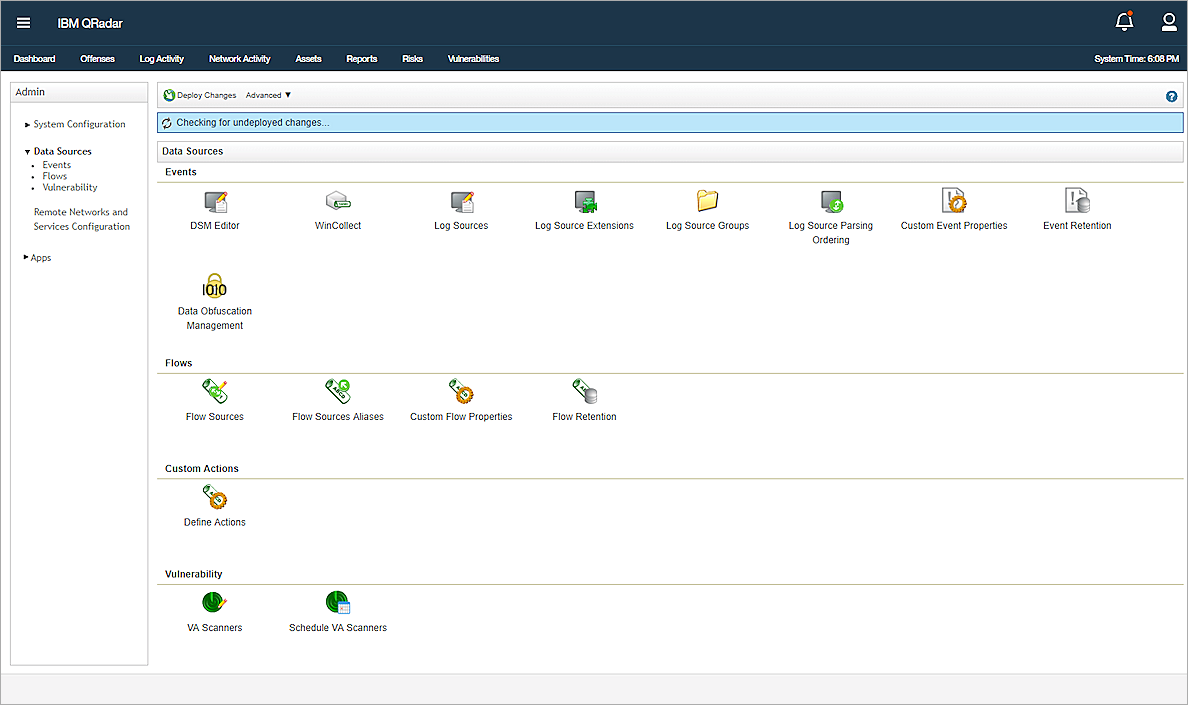 IBM QRadar
Dashboard Offenses Log Activity Network Activity Assets Reports Risks Vulnerabilities System Time: 6:08 PM
Admin
System Configuration
Data Sources
Events
Flows
Vulnerability
Remote Networks and
Services Configuration
Apps
Deploy Changes Advanced ▼
?
Checking for undeployed changes...
Data Sources
Events
DSM Editor
WinCollect
Log Sources
Log Source Extensions
Log Source Groups
Log Source Parsing
Ordering
Custom Event Properties
Event Retention
Data Obfuscation
Management
Flows
Flow Sources
Flow Sources Aliases
Custom Flow Properties
Flow Retention
Custom Actions
Define Actions
Vulnerability
VA Scanners
Schedule VA Scanners